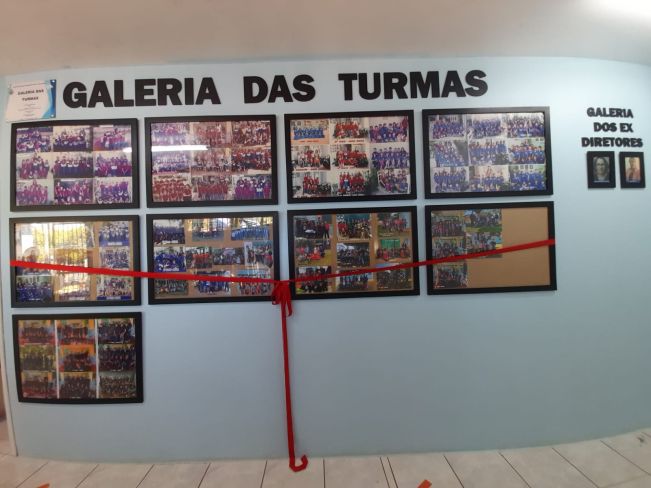 GALERIA DAS TURMAS
GALERIA DAS
TURMAS
GALERIA
DOS EX
DIRETORES